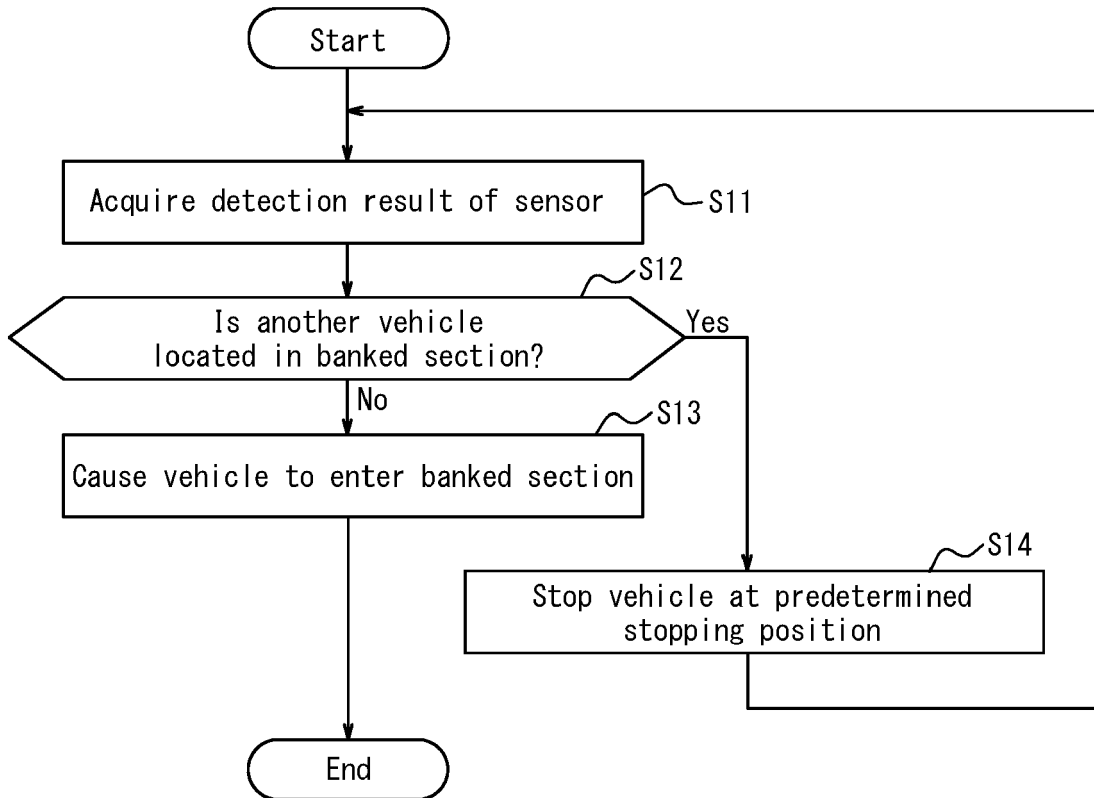 Start
Acquire detection result of sensor
S11
S12
Is another vehicle
located in banked section?
Yes
No
S13
Cause vehicle to enter banked section
S14
Stop vehicle at predetermined
stopping position
End